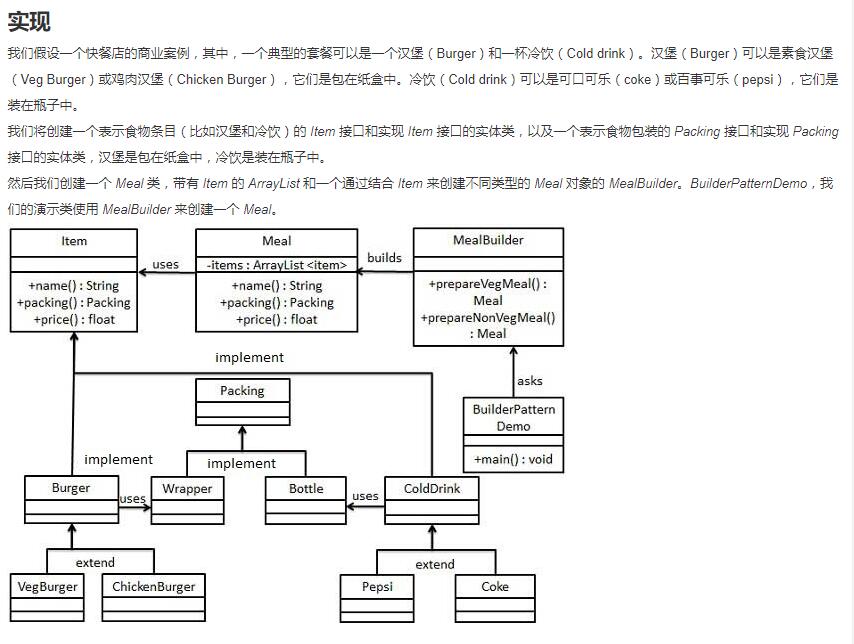 实现
我们假设一个快餐店的商业案例，其中，一个典型的套餐可以是一个汉堡（Burger）和一杯冷饮（Cold drink）。汉堡（Burger）可以是素食汉堡
（Veg Burger）或鸡肉汉堡（Chicken Burger），它们是包在纸盒中。冷饮（Cold drink）可以是可口可乐（coke）或百事可乐（pepsi），它们是
装在瓶子中。
我们将创建一个表示食物条目（比如汉堡和冷饮）的 Item 接口和实现 Item 接口的实体类，以及一个表示食物包装的 Packing 接口和实现 Packing
接口的实体类，汉堡是包在纸盒中，冷饮是装在瓶子中。
然后我们创建一个 Meal 类，带有 Item 的 ArrayList 和一个通过结合 Item 来创建不同类型的 Meal 对象的 MealBuilder。BuilderPatternDemo，我
们的演示类使用 MealBuilder 来创建一个 Meal。
Item
+name() : String
+packing() : Packing
+price() : float
uses
Meal
-items : ArrayList <item>
+name() : String
+packing() : Packing
+price() : float
builds
MealBuilder
+prepareVegMeal() :
Meal
+prepareNonVegMeal()
: Meal
implement
asks
Packing
BuilderPattern
Demo
+main() : void
implement
implement
Burger
uses
Wrapper
Bottle
uses
ColdDrink
extend
extend
VegBurger
ChickenBurger
Pepsi
Coke